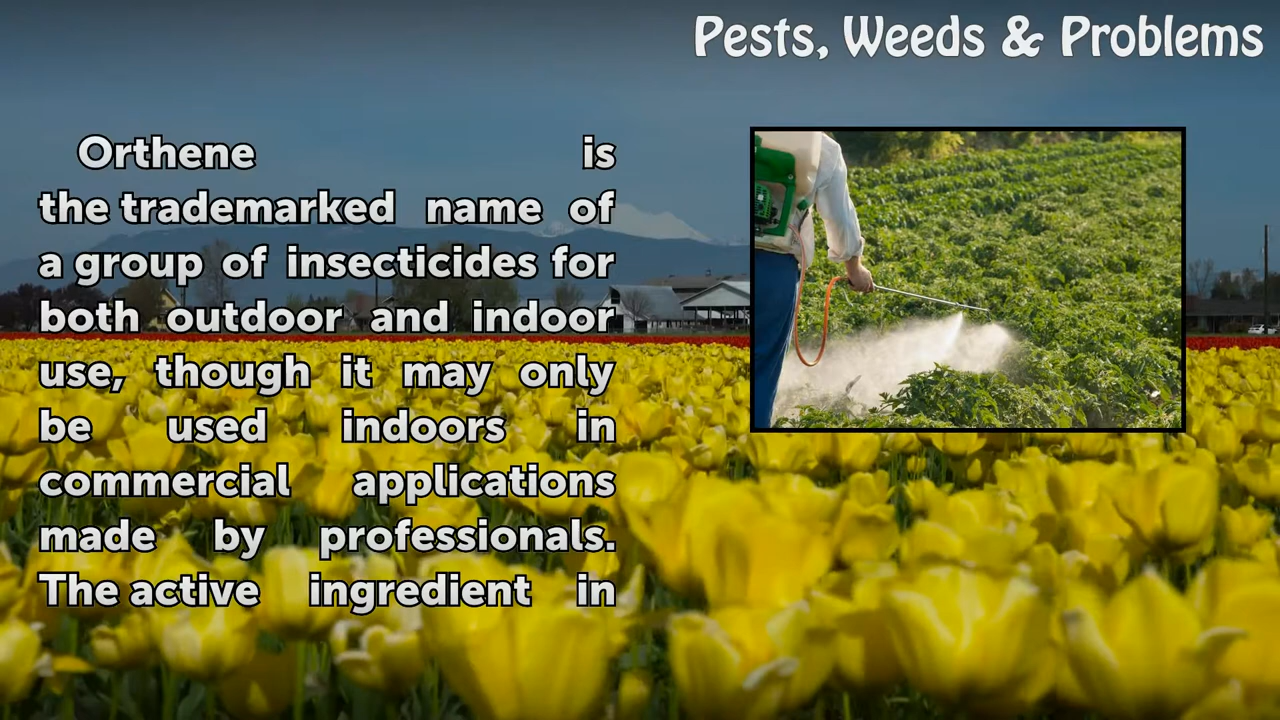 Pests, Weeds & Problems
Orthene is
the trademarked name of
a group of insecticides for
both outdoor and indoor
use, though it may only
be used indoors in
commercial applications
made by professionals.
The active ingredient in